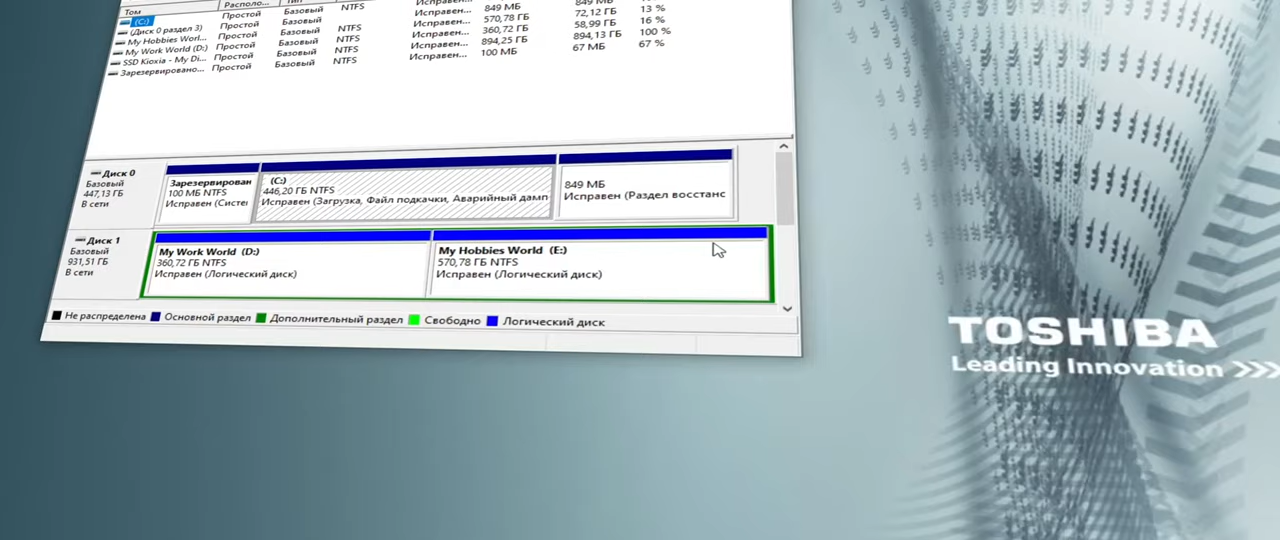 Том Располо... Тип
(C:) Простой Базовый NTFS Исправен... 849 МБ 849 МБ
(Диск 0 раздел 3) Простой Базовый Исправен... 570,78 ГБ 72,12 ГБ 13 %
My Hobbies Worl... Простой Базовый NTFS Исправен... 360,72 ГБ 58,99 ГБ 16 %
My Work World (D:) Простой Базовый NTFS Исправен... 894,25 ГБ 894,13 ГБ 100 %
SSD Kioxia - My Di... Простой Базовый NTFS Исправен... 100 МБ 67 МБ 67 %
Зарезервировано... Простой Базовый NTFS
Диск 0
Базовый
447,13 ГБ
В сети
Зарезервирован
100 МБ NTFS
Исправен (Систе
(C:)
446,20 ГБ NTFS
Исправен (Загрузка, Файл подкачки, Аварийный дамп
849 МБ
Исправен (Раздел восстанс
Диск 1
Базовый
931,51 ГБ
В сети
My Work World (D:)
360,72 ГБ NTFS
Исправен (Логический диск)
My Hobbies World (E:)
570,78 ГБ NTFS
Исправен (Логический диск)
Не распределена Основной раздел Дополнительный раздел Свободно Логический диск
TOSHIBA
Leading Innovation >>>